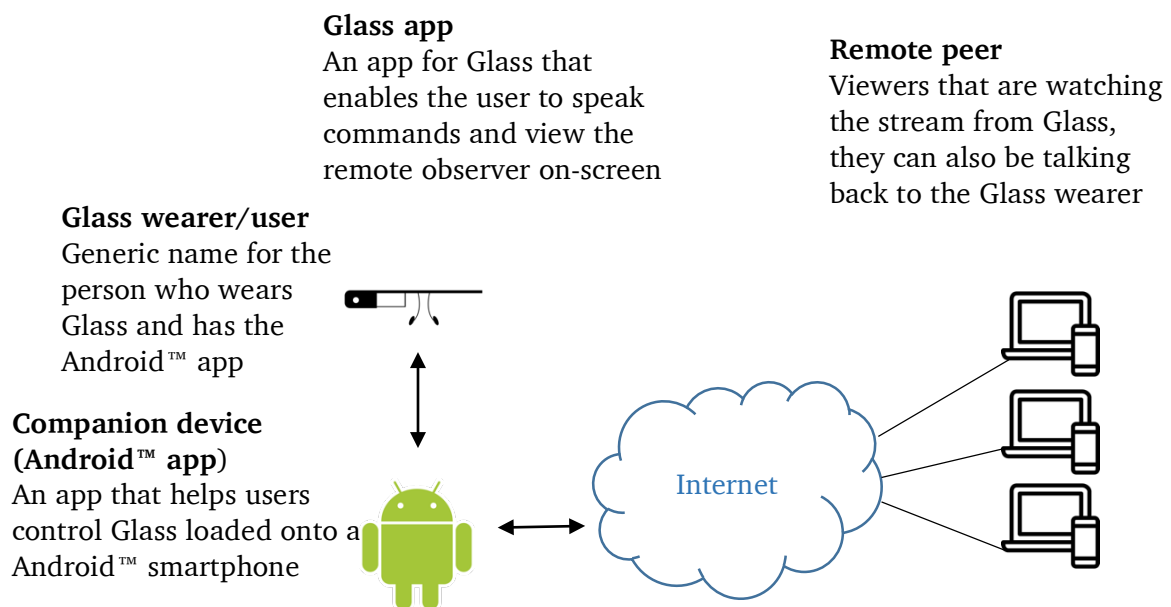 Glass app
An app for Glass that
enables the user to speak
commands and view the
remote observer on-screen
Remote peer
Viewers that are watching
the stream from Glass,
they can also be talking
back to the Glass wearer
Glass wearer/user
Generic name for the
person who wears
Glass and has the
Android™ app
Companion device
(Android™ app)
An app that helps users
control Glass loaded onto a
Android™ smartphone
Internet